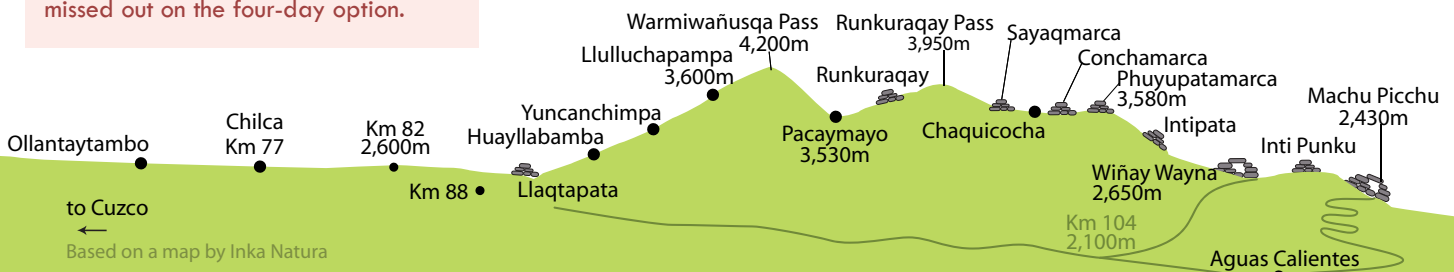 missed out on the four-day option.
Warmiwañusqa Pass
4,200m
Runkuraqay Pass
3,950m
Sayaqmarca
Llulluchapampa
3,600m
Conchamarca
Runkuraqay
Phuyupatamarca
3,580m
Machu Picchu
2,430m
Yuncanchimpa
Chilca
Km 77
Km 82
2,600m
Huayllabamba
Ollantaytambo
Pacaymayo
3,530m
Chaquicocha
Intipata
Inti Punku
Wiñay Wayna
2,650m
Km 88
Llaqtapata
to Cuzco
Km 104
2,100m
Based on a map by Inka Natura
Aguas Calientes